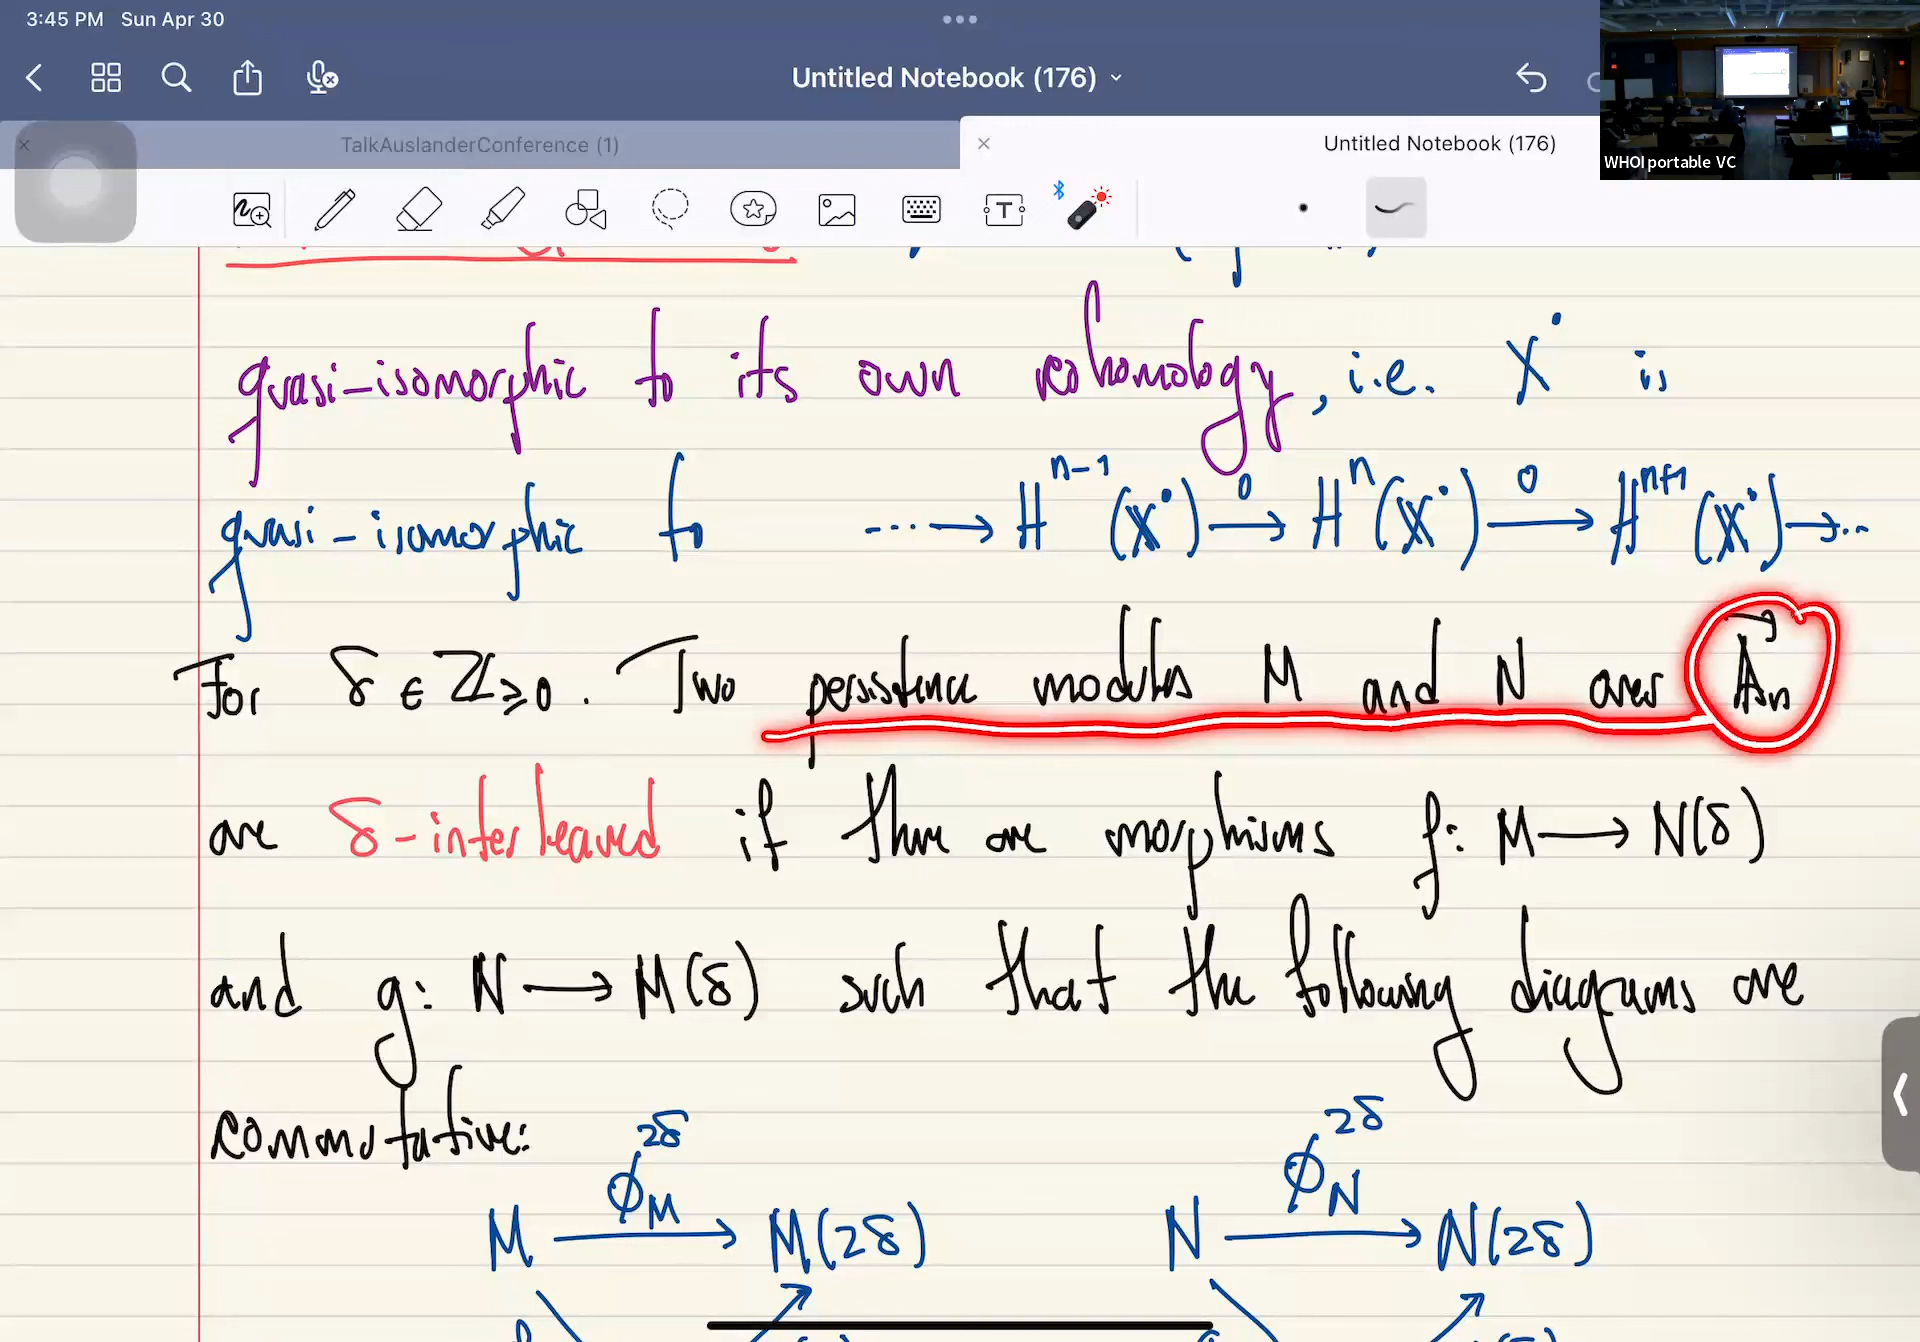 3:45 PM Sun Apr 30
Untitled Notebook (176)
WHOI portable VC
TalkAuslanderConference (1)
Untitled Notebook (176)
quasi-isomorphic to its own cohomology, i.e. X˙ is
quasi-isomorphic to ····→ H^{n-1}(X˙) →^0 H^n(X˙) →^0 H^{n+1}(X˙) →··
For δ ∈ ℤ≥0. Two persistence modules M and N over \vec{A}_n
are δ-interleaved if there are morphisms f: M → N(δ)
and g: N → M(δ) such that the following diagrams are
commutative:
M →^{ϕ_M^{2δ}} M(2δ) N →^{ϕ_N^{2δ}} N(2δ)